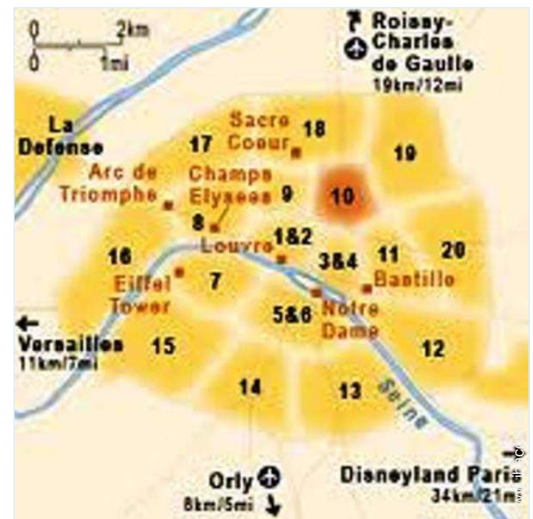 0 2km
0 1mi
Roissy-
Charles
de Gaulle
19km/12mi
La
Defense
17
Sacre
Coeur
18
19
Arc de
Triomphe
Champs
Elysees
9
10
8
1&2
Louvre
3&4
11
20
16
Eiffel
Tower
7
Bastille
5&6
Notre
Dame
Versailles
11km/7mi
15
12
14
13
Seine
Orly
8km/5mi
Disneyland Paris
34km/21m